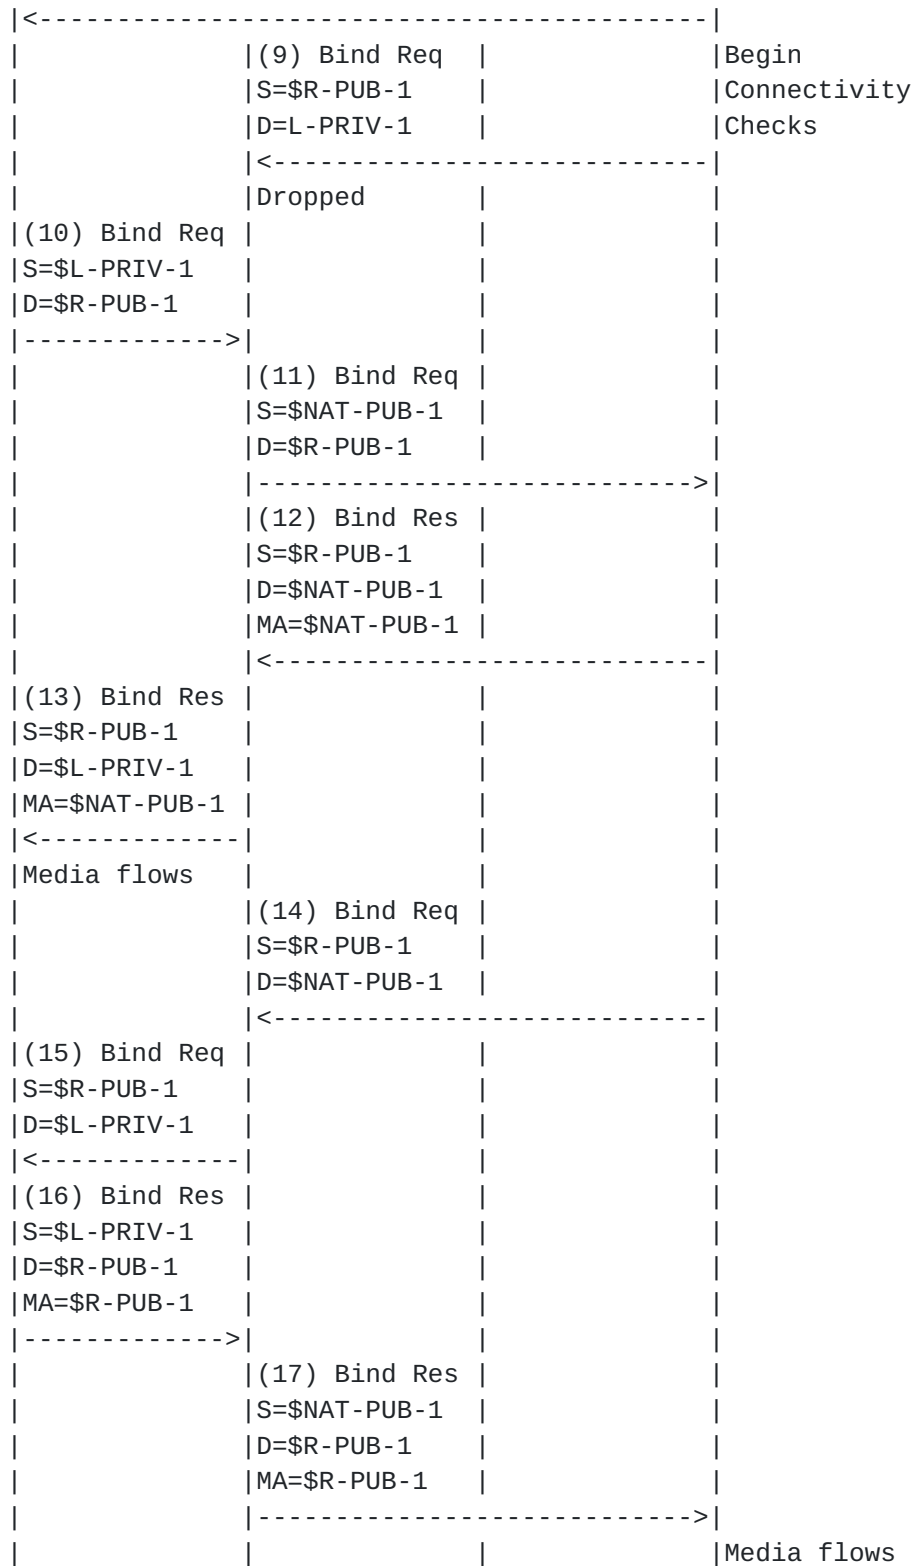 |<-------------------------------------------|
|              |(9) Bind Req  |              |Begin
|              |S=$R-PUB-1    |              |Connectivity
|              |D=L-PRIV-1    |              |Checks
|              |<----------------------------|
|              |Dropped       |              |
|(10) Bind Req |              |              |
|S=$L-PRIV-1   |              |              |
|D=$R-PUB-1    |              |              |
|------------->|              |              |
|              |(11) Bind Req |              |
|              |S=$NAT-PUB-1  |              |
|              |D=$R-PUB-1    |              |
|              |---------------------------->|
|              |(12) Bind Res |              |
|              |S=$R-PUB-1    |              |
|              |D=$NAT-PUB-1  |              |
|              |MA=$NAT-PUB-1 |              |
|              |<----------------------------|
|(13) Bind Res |              |              |
|S=$R-PUB-1    |              |              |
|D=$L-PRIV-1   |              |              |
|MA=$NAT-PUB-1 |              |              |
|<-------------|              |              |
|Media flows   |              |              |
|              |(14) Bind Req |              |
|              |S=$R-PUB-1    |              |
|              |D=$NAT-PUB-1  |              |
|              |<----------------------------|
|(15) Bind Req |              |              |
|S=$R-PUB-1    |              |              |
|D=$L-PRIV-1   |              |              |
|<-------------|              |              |
|(16) Bind Res |              |              |
|S=$L-PRIV-1   |              |              |
|D=$R-PUB-1    |              |              |
|MA=$R-PUB-1   |              |              |
|------------->|              |              |
|              |(17) Bind Res |              |
|              |S=$NAT-PUB-1  |              |
|              |D=$R-PUB-1    |              |
|              |MA=$R-PUB-1   |              |
|              |---------------------------->|
|              |              |              |Media flows